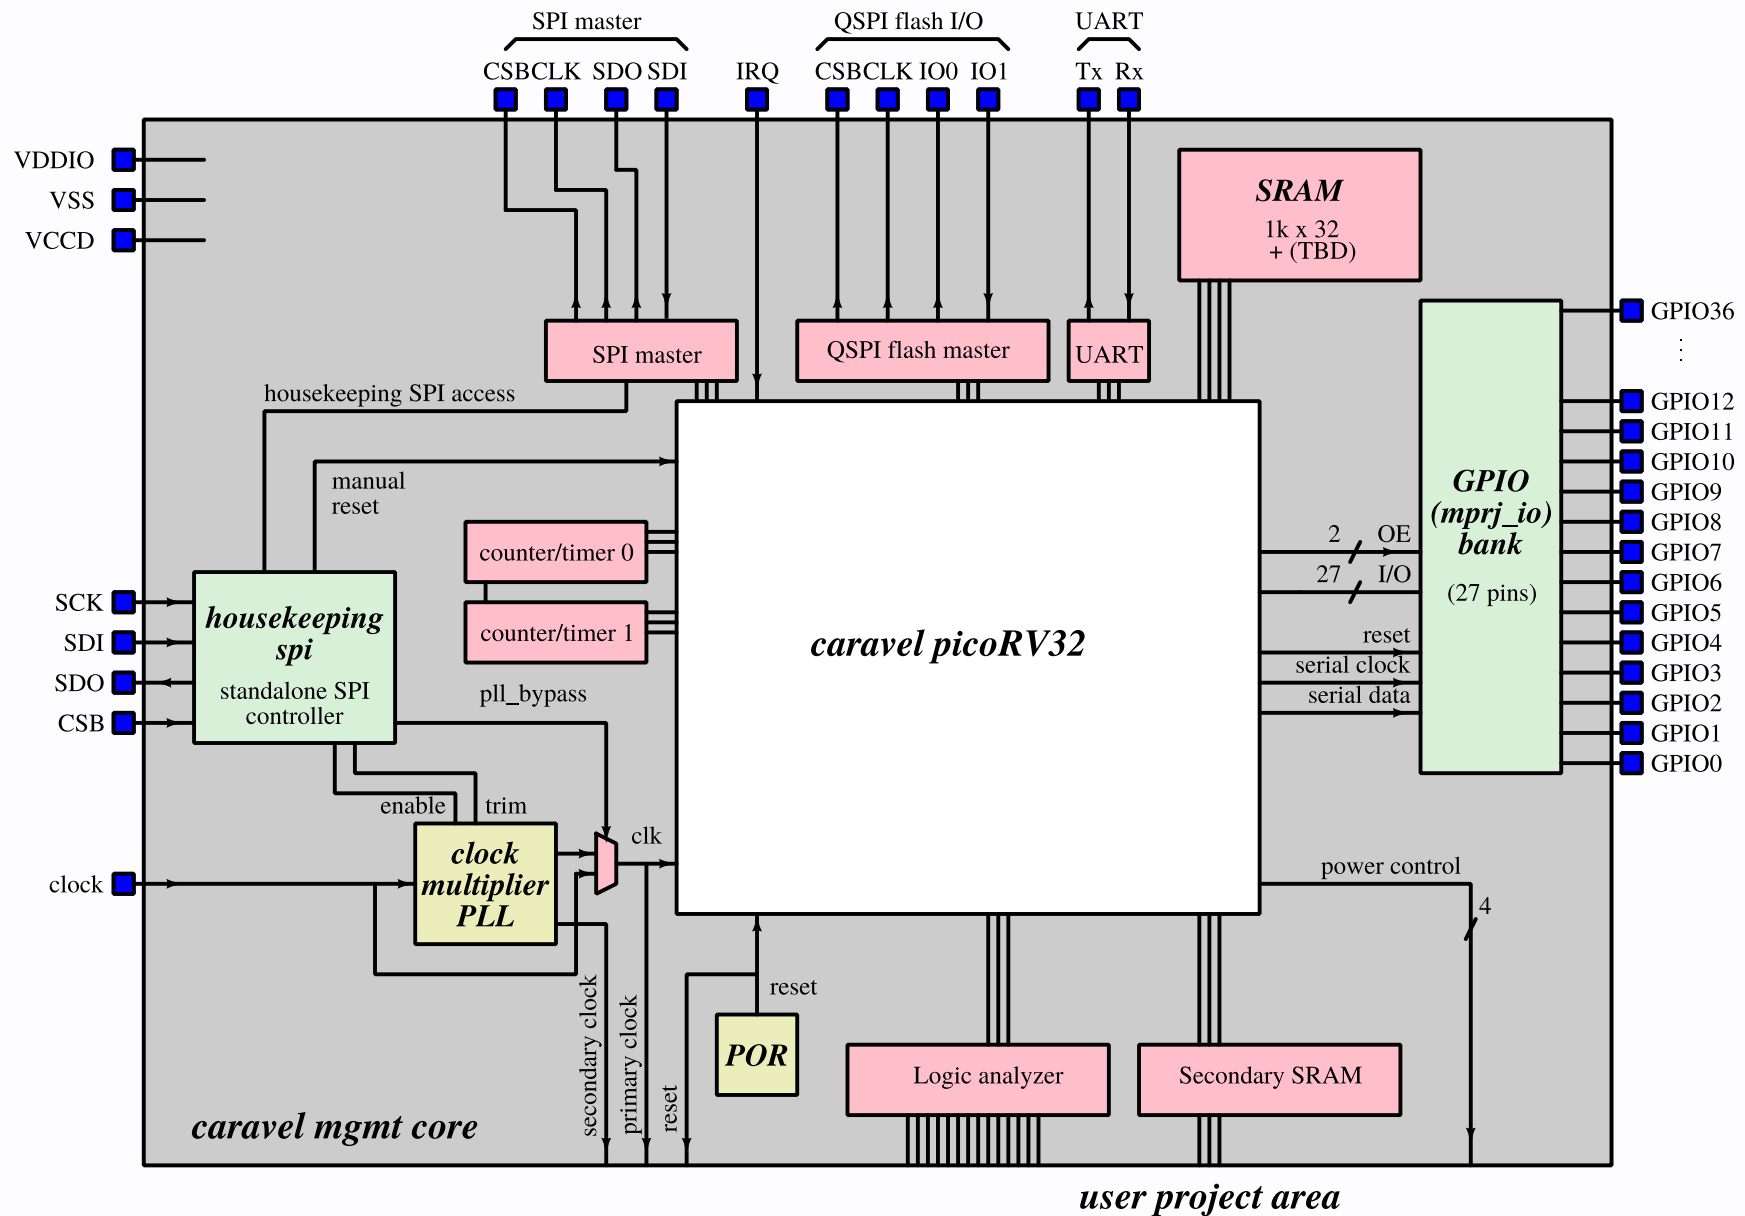 SPI master
QSPI flash I/O
UART
CSB CLK SDO SDI
IRQ
CSB CLK IO0 IO1
Tx Rx
VDDIO
VSS
VCCD
SRAM
1k x 32
+ (TBD)
SPI master
QSPI flash master
UART
housekeeping SPI access
manual
reset
counter/timer 0
counter/timer 1
SCK
SDI
SDO
CSB
housekeeping
spi
standalone SPI
controller
pll_bypass
caravel picoRV32
2 OE
27 I/O
reset
serial clock
serial data
GPIO
(mprj_io)
bank
(27 pins)
GPIO36
GPIO12
GPIO11
GPIO10
GPIO9
GPIO8
GPIO7
GPIO6
GPIO5
GPIO4
GPIO3
GPIO2
GPIO1
GPIO0
enable
trim
clock
clock
multiplier
PLL
clk
power control
4
secondary clock
primary clock
reset
reset
POR
Logic analyzer
Secondary SRAM
caravel mgmt core
user project area